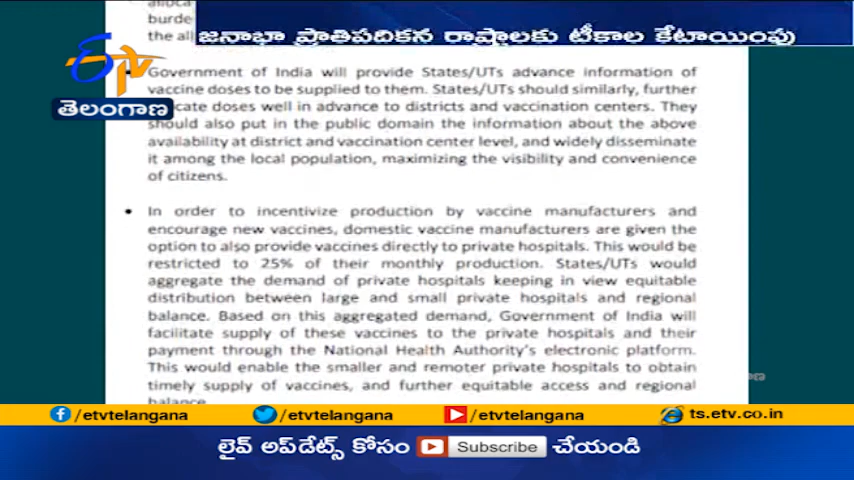 burde
the al
జనాభా ప్రాతిపదికన రాష్ట్రాలకు టీకాల కేటాయింపు
ETV
తెలంగాణ
Government of India will provide States/UTs advance information of
vaccine doses to be supplied to them. States/UTs should similarly, further
cate doses well in advance to districts and vaccination centers. They
should also put in the public domain the information about the above
availability at district and vaccination center level, and widely disseminate
it among the local population, maximizing the visibility and convenience
of citizens.
• In order to incentivize production by vaccine manufacturers and
encourage new vaccines, domestic vaccine manufacturers are given the
option to also provide vaccines directly to private hospitals. This would be
restricted to 25% of their monthly production. States/UTs would
aggregate the demand of private hospitals keeping in view equitable
distribution between large and small private hospitals and regional
balance. Based on this aggregated demand, Government of India will
facilitate supply of these vaccines to the private hospitals and their
payment through the National Health Authority's electronic platform.
This would enable the smaller and remoter private hospitals to obtain
timely supply of vaccines, and further equitable access and regional
balance.
/etvtelangana /etvtelangana /etvtelangana ts.etv.co.in
లైవ్ అప్‌డేట్స్ కోసం Subscribe చేయండి